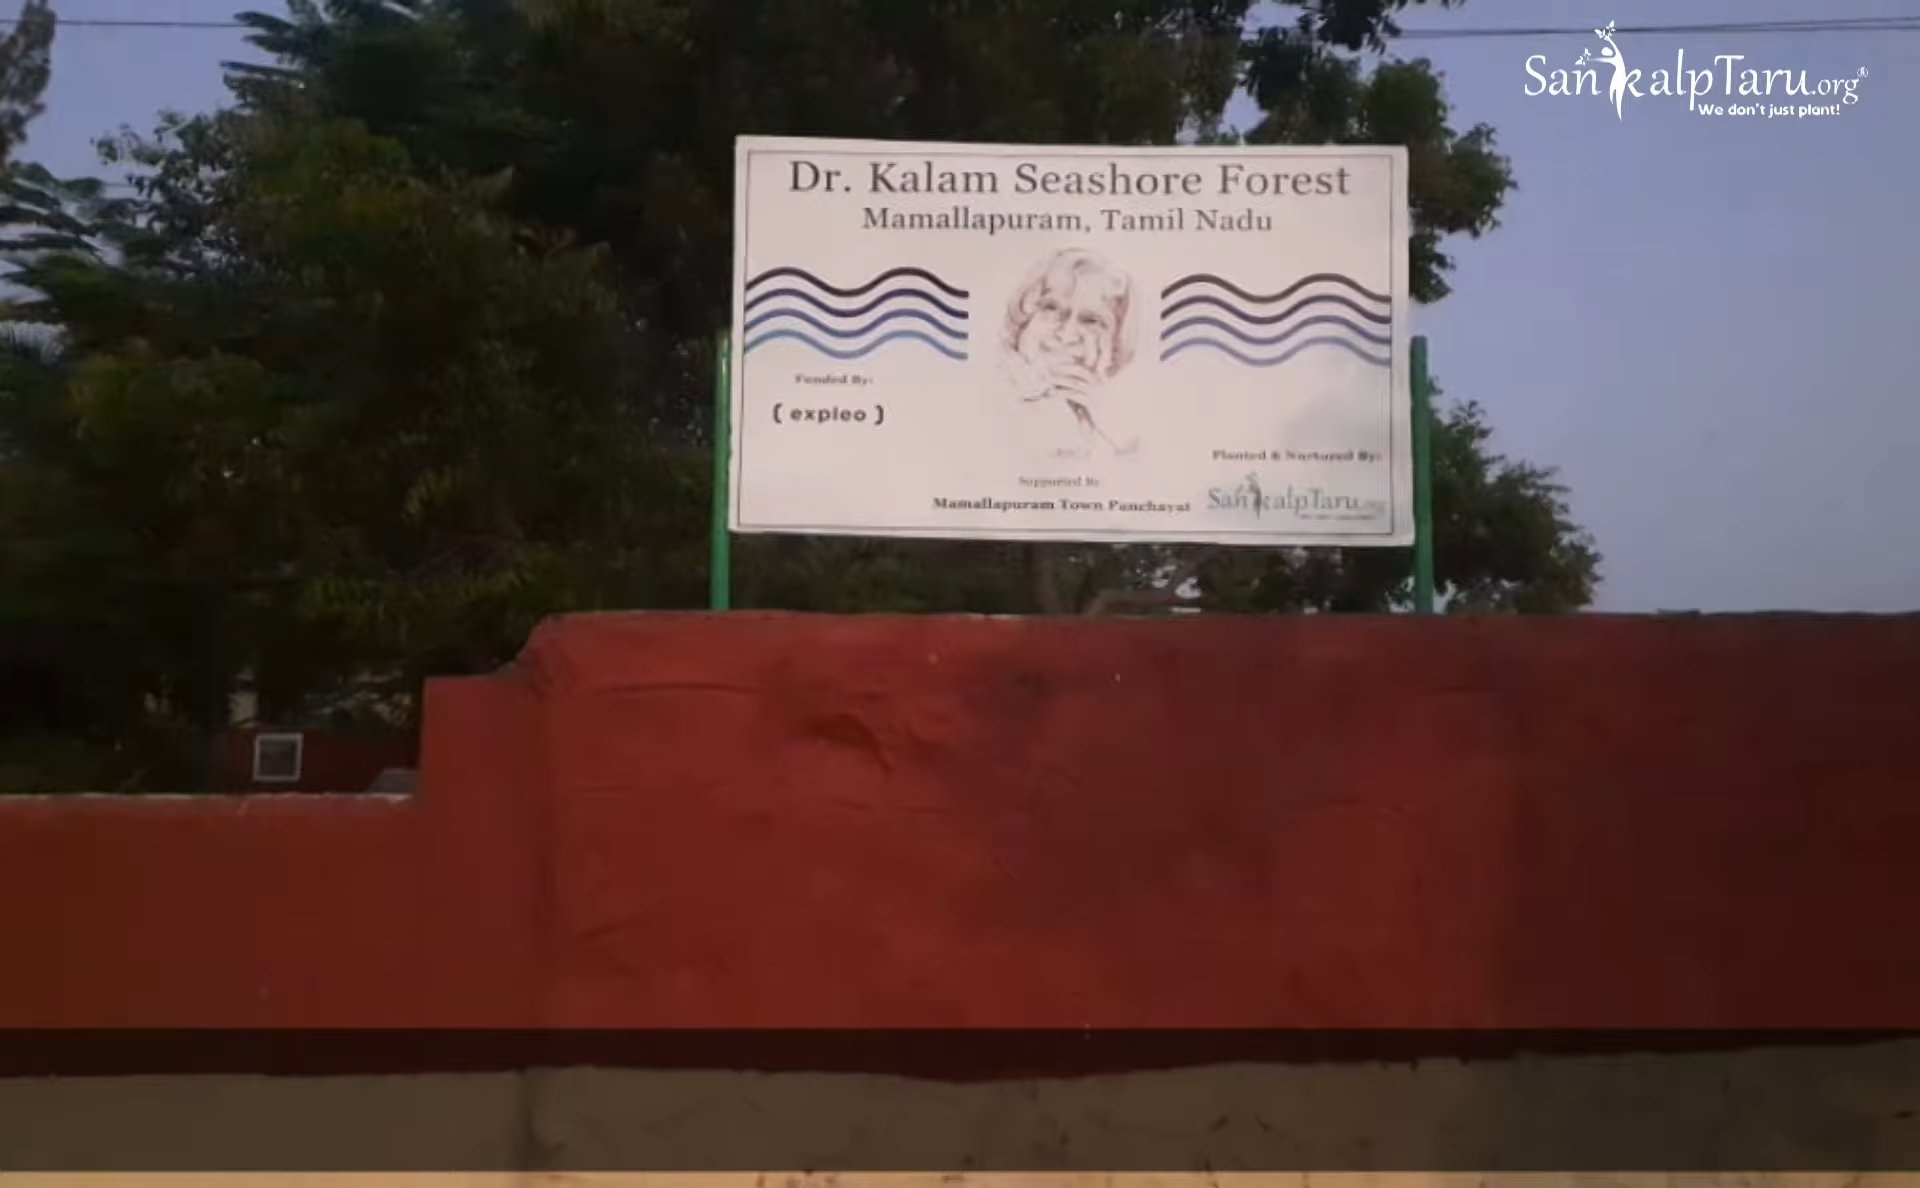 SankalpTaru.org®
We don't just plant!
Dr. Kalam Seashore Forest
Mamallapuram, Tamil Nadu
Funded By:
( expleo )
Planted & Nurtured By:
SankalpTaru.org
Supported By
Mamallapuram Town Panchayat